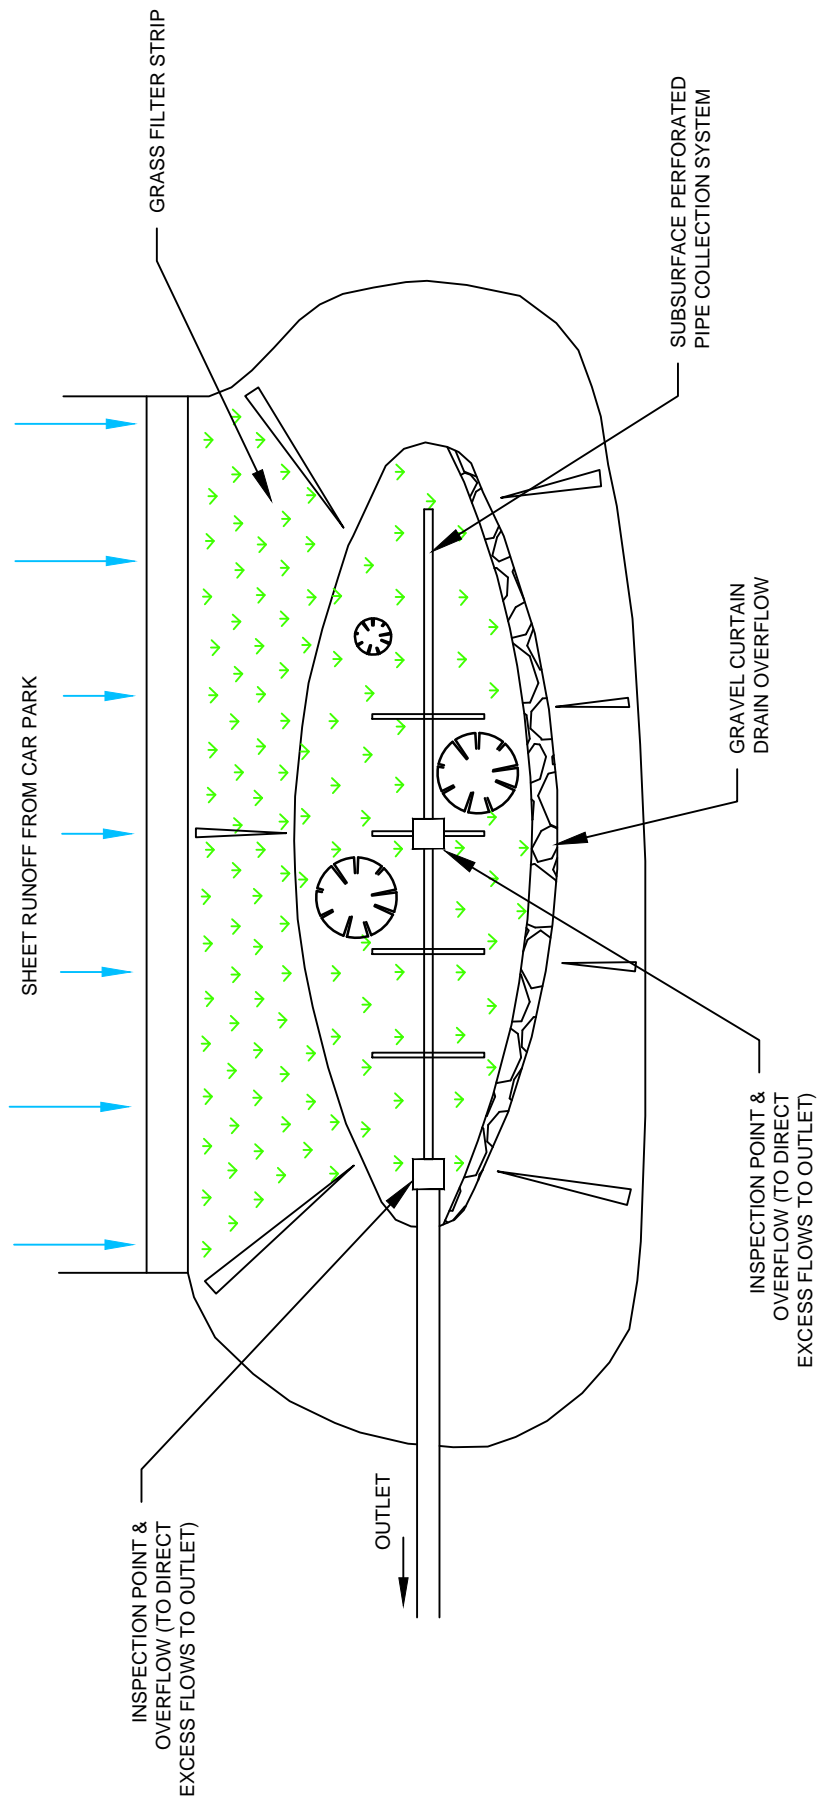 SHEET RUNOFF FROM CAR PARK
GRASS FILTER STRIP
INSPECTION POINT &
OVERFLOW (TO DIRECT
EXCESS FLOWS TO OUTLET)
OUTLET
SUBSURFACE PERFORATED
PIPE COLLECTION SYSTEM
GRAVEL CURTAIN
DRAIN OVERFLOW
INSPECTION POINT &
OVERFLOW (TO DIRECT
EXCESS FLOWS TO OUTLET)